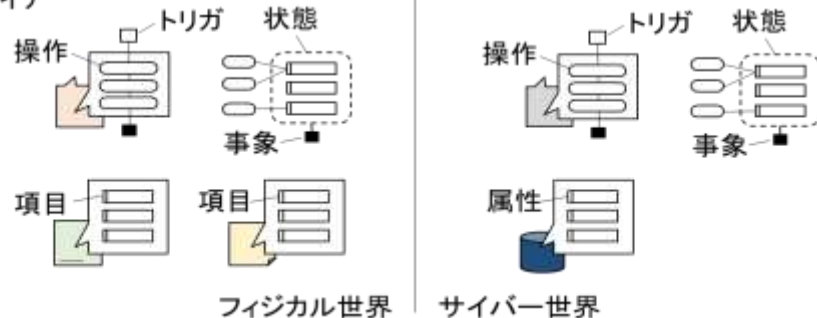 トリガ 状態
操作
事象
項目 項目
フィジカル世界
トリガ 状態
操作
事象
属性
サイバー世界